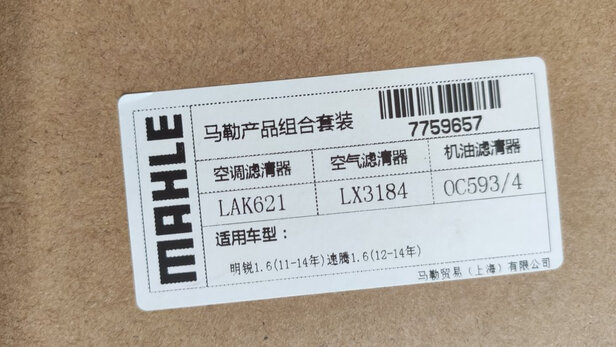 MAHLE
马勒产品组合套装
7759657
空调滤清器 空气滤清器 机油滤清器
LAK621 LX3184 OC593/4
适用车型：
明锐1.6(11-14年)速腾1.6(12-14年)
马勒贸易（上海）有限公司